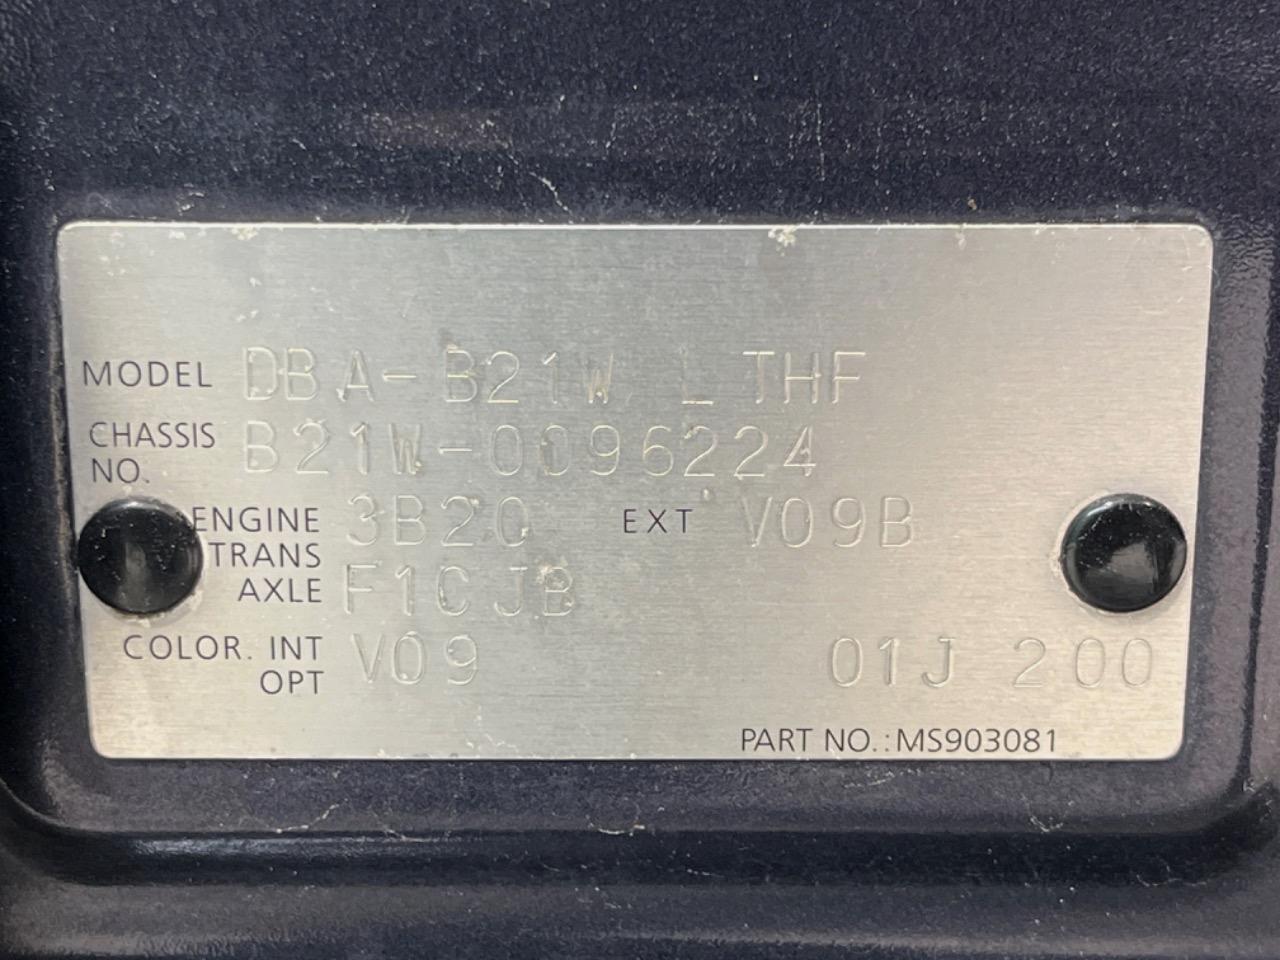 MODEL DBA-B21W LTHF
CHASSIS NO. B21W-0096224
ENGINE 3B20 EXT V09B
TRANS
AXLE F1CJB
COLOR. INT V09
OPT 01J 200
PART NO.: MS903081